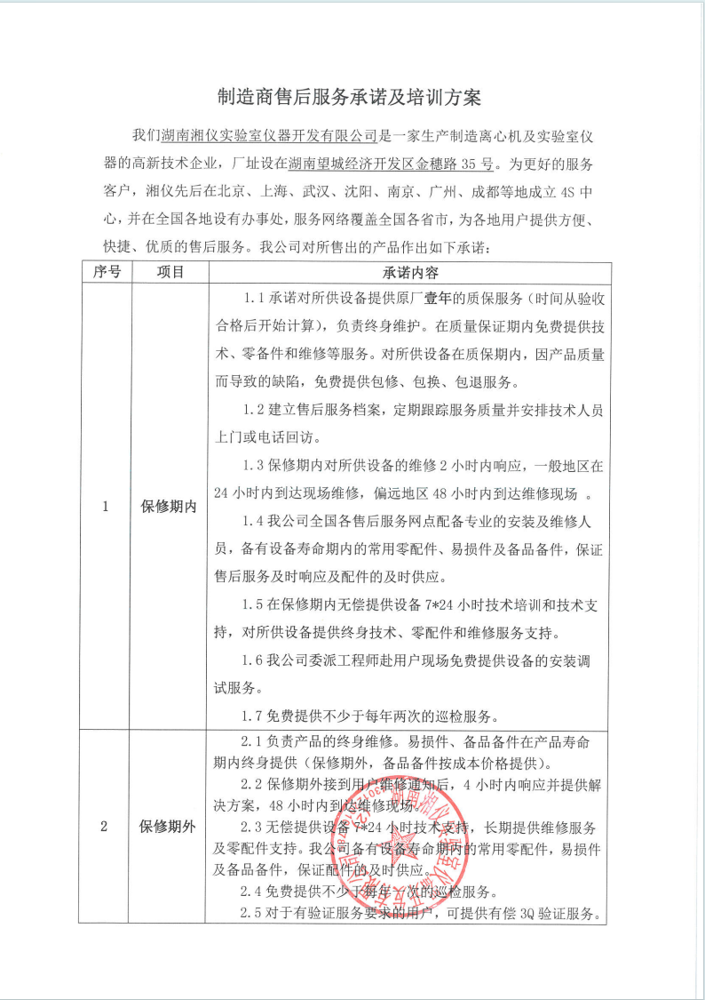 制造商售后服务承诺及培训方案
我们湖南湘仪实验室仪器开发有限公司是一家生产制造离心机及实验室仪
器的高新技术企业，厂址设在湖南望城经济开发区金穗路 35 号。为更好的服务
客户，湘仪先后在北京、上海、武汉、沈阳、南京、广州、成都等地成立 4S 中
心，并在全国各地设有办事处，服务网络覆盖全国各省市，为各地用户提供方便、
快捷、优质的售后服务。我公司对所售出的产品作出如下承诺：
序号 项目 承诺内容
1 保修期内
1.1 承诺对所供设备提供原厂壹年的质保服务（时间从验收
合格后开始计算），负责终身维护。在质量保证期内免费提供技
术、零备件和维修等服务。对所供设备在质保期内，因产品质量
而导致的缺陷，免费提供包修、包换、包退服务。
1.2 建立售后服务档案，定期跟踪服务质量并安排技术人员
上门或电话回访。
1.3 保修期内对所供设备的维修 2 小时内响应，一般地区在
24 小时内到达现场维修，偏远地区 48 小时内到达维修现场 。
1.4 我公司全国各售后服务网点配备专业的安装及维修人
员，备有设备寿命期内的常用零配件、易损件及备品备件，保证
售后服务及时响应及配件的及时供应。
1.5 在保修期内无偿提供设备 7*24 小时技术培训和技术支
持，对所供设备提供终身技术、零配件和维修服务支持。
1.6 我公司委派工程师赴用户现场免费提供设备的安装调
试服务。
1.7 免费提供不少于每年两次的巡检服务。
2 保修期外
2.1 负责产品的终身维修。易损件、备品备件在产品寿命
期内终身提供（保修期外，备品备件按成本价格提供）。
2.2 保修期外接到用户维修通知后，4 小时内响应并提供解
决方案，48 小时内到达维修现场。
2.3 无偿提供设备 7*24 小时技术支持，长期提供维修服务
及零配件支持。我公司备有设备寿命期内的常用零配件，易损件
及备品备件，保证配件的及时供应。
2.4 免费提供不少于每年一次的巡检服务。
2.5 对于有验证服务要求的用户，可提供有偿 3Q 验证服务。
湖南湘仪实验室仪器开发有限公司
(2)